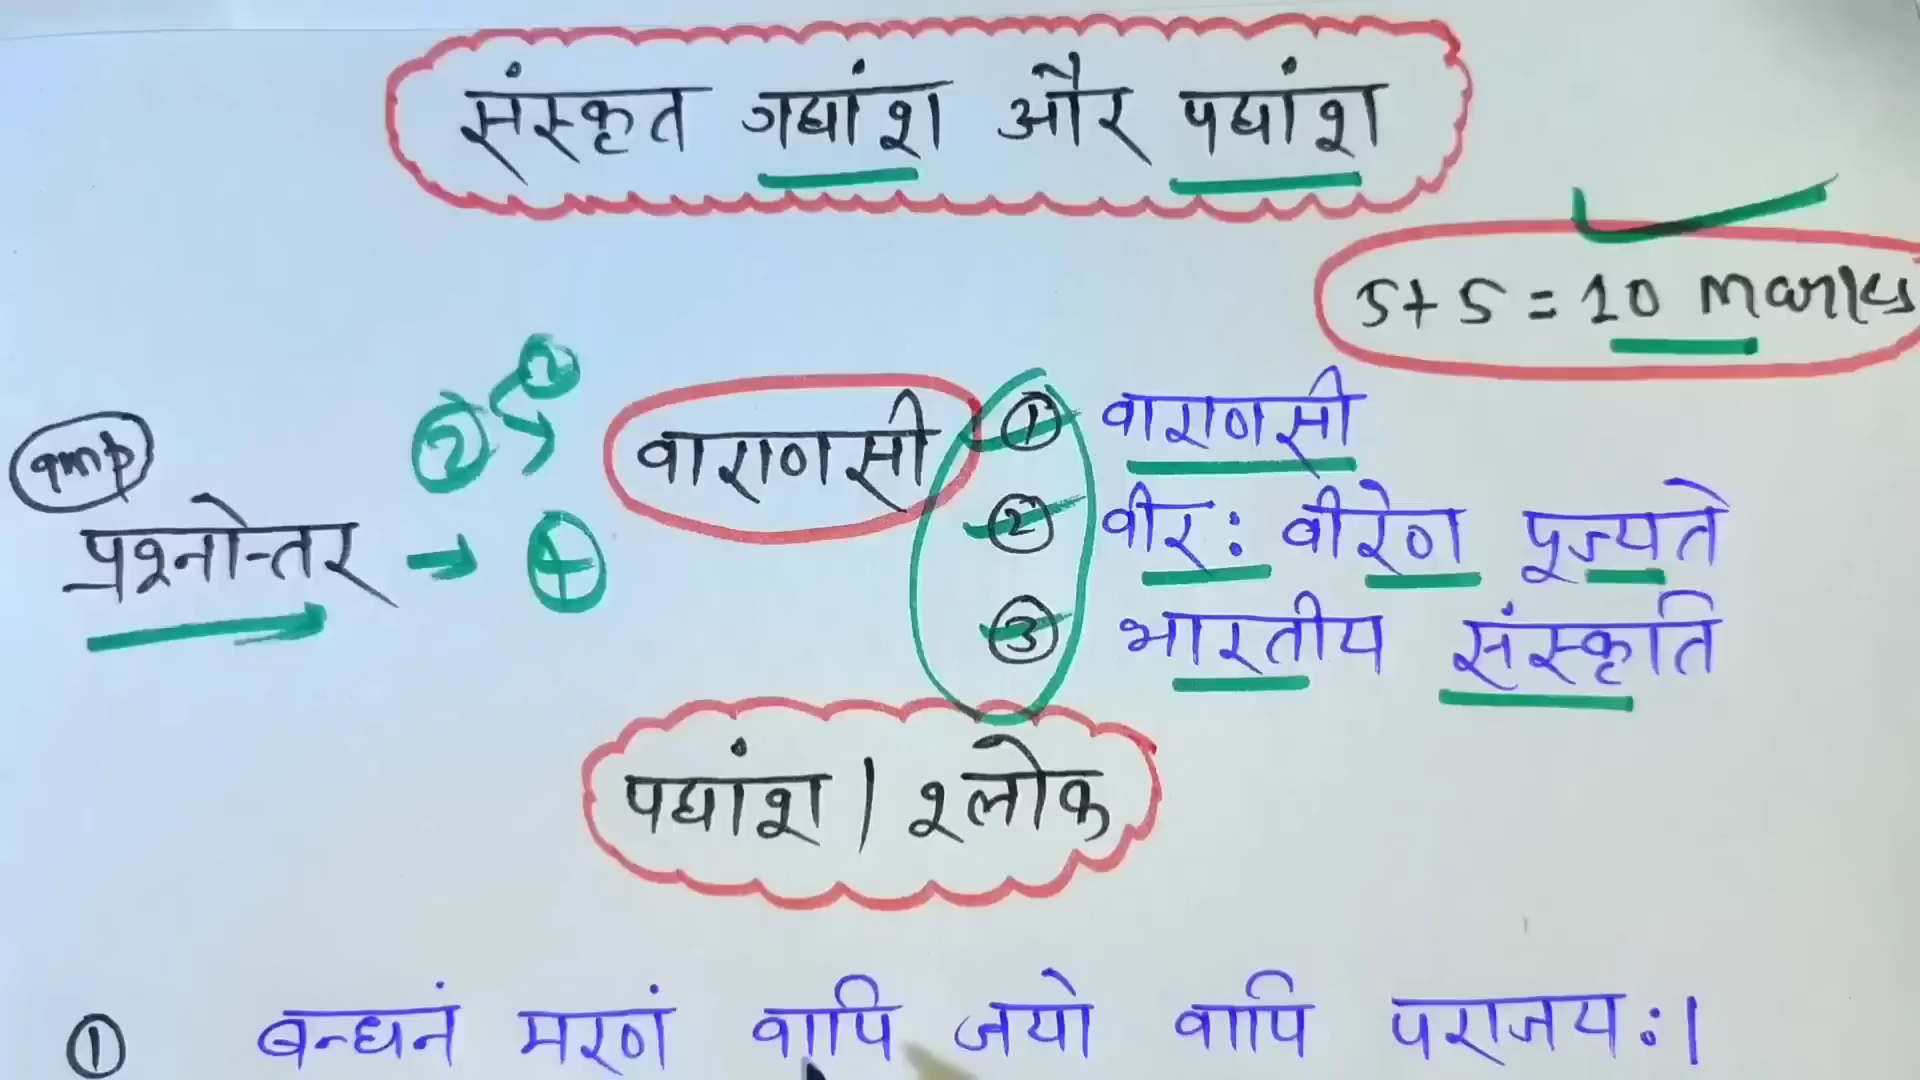 संस्कृत गद्यांश और पद्यांश
5+5 = 10 marks
imp
प्रश्नोत्तर →
वाराणसी
① वाराणसी
② वीर: वीरेण पूज्यते
③ भारतीय संस्कृति
पद्यांश / श्लोक
① बन्धनं मरणं वापि जयो वापि पराजय:।